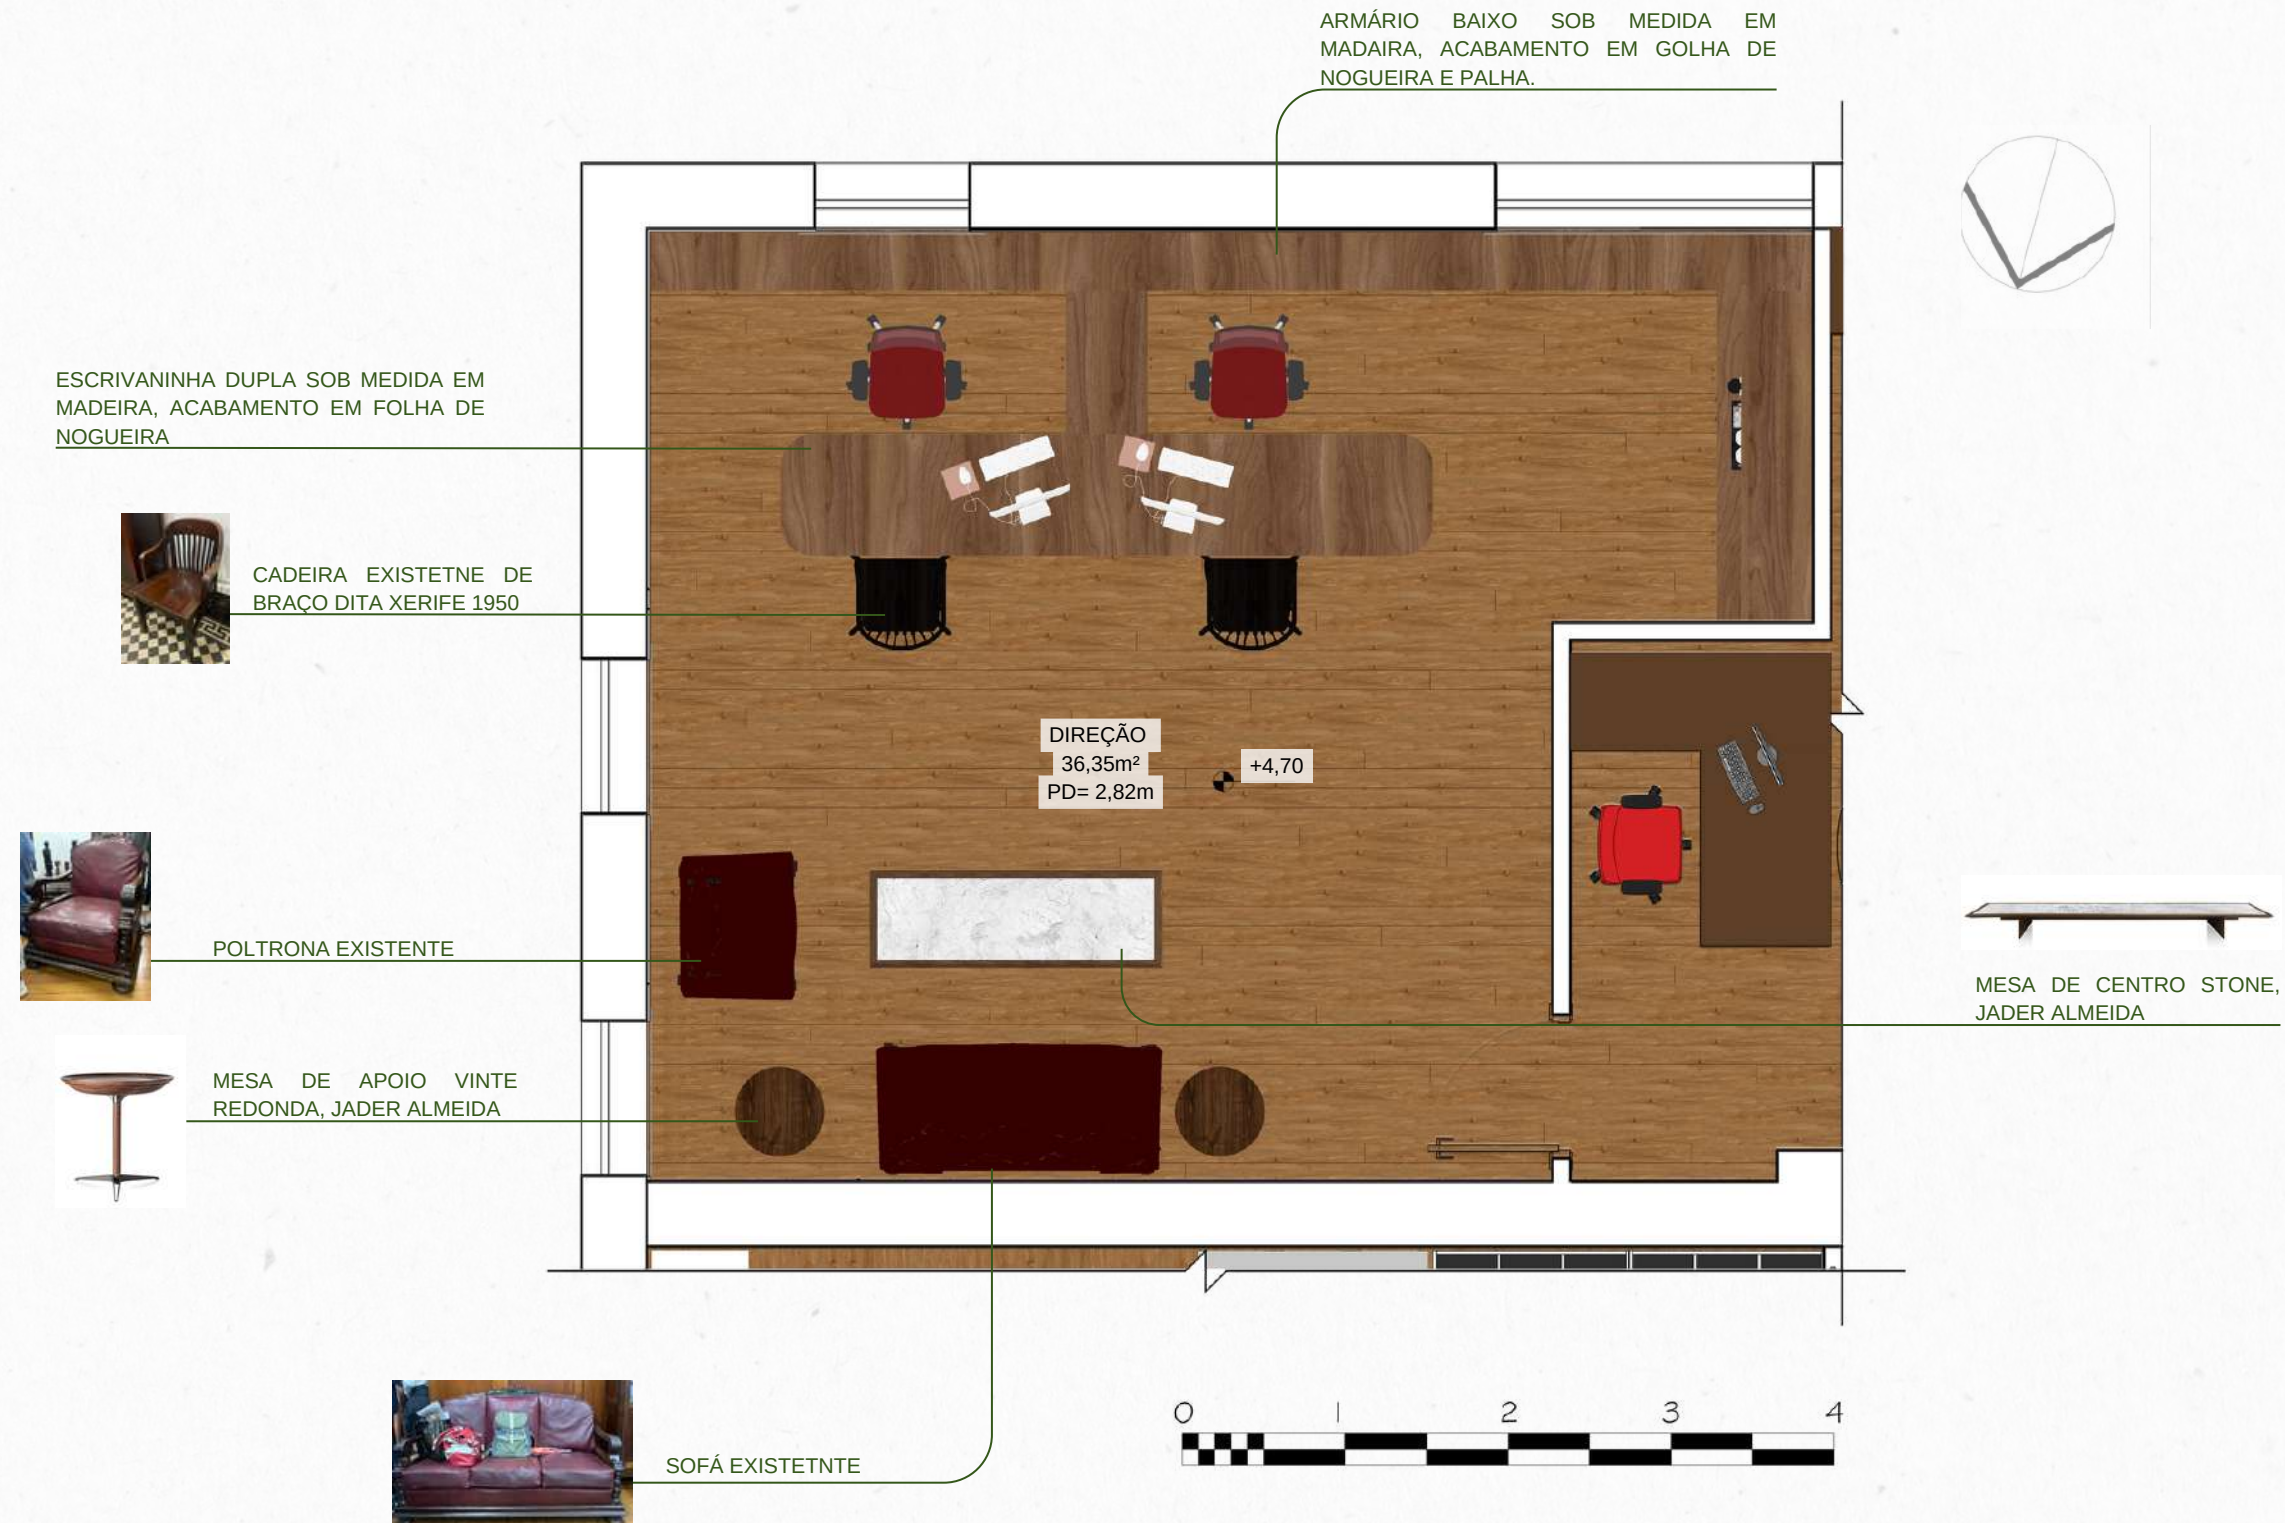 ARMÁRIO BAIXO SOB MEDIDA EM
MADAIRA, ACABAMENTO EM GOLHA DE
NOGUEIRA E PALHA.
ESCRIVANINHA DUPLA SOB MEDIDA EM
MADEIRA, ACABAMENTO EM FOLHA DE
NOGUEIRA
CADEIRA EXISTETNE DE
BRAÇO DITA XERIFE 1950
DIREÇÃO
36,35m²
PD= 2,82m
+4,70
POLTRONA EXISTENTE
MESA DE CENTRO STONE,
JADER ALMEIDA
MESA DE APOIO VINTE
REDONDA, JADER ALMEIDA
SOFÁ EXISTETNTE
0 1 2 3 4